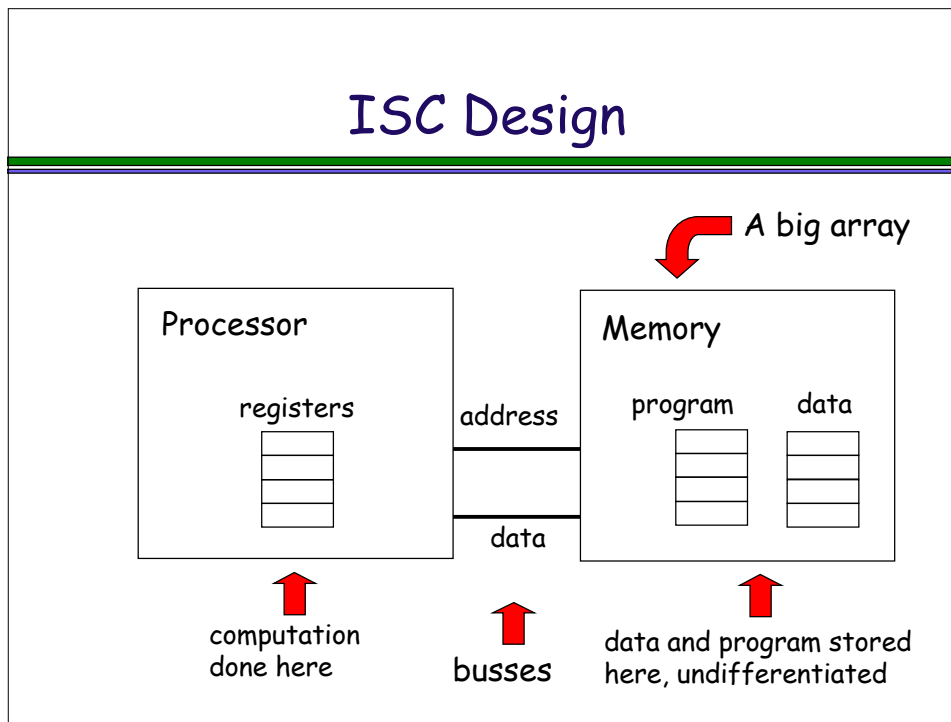 ISC Design
A big array
Processor
Memory
registers
address
program
data
data
computation
done here
busses
data and program stored
here, undifferentiated